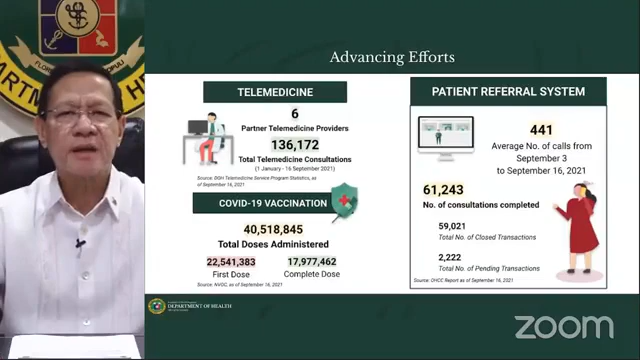 FLOR
POPULI
DEPARTMENT OF HE
Advancing Efforts
TELEMEDICINE
6
Partner Telemedicine Providers
136,172
Total Telemedicine Consultations
(1 January - 16 September 2021)
Source: DOH Telemedicine Service Program Statistics, as
of September 16, 2021
COVID-19 VACCINATION
40,518,845
Total Doses Administered
22,541,383
First Dose
17,977,462
Complete Dose
Source: NVOC, as of September 16, 2021
PATIENT REFERRAL SYSTEM
441
Average No. of calls from
September 3
to September 16, 2021
61,243
No. of consultations completed
59,021
Total No. of Closed Transactions
2,222
Total No. of Pending Transactions
Source: OHCC Report as of September 16, 2021
DEPARTMENT OF HEALTH
zoom